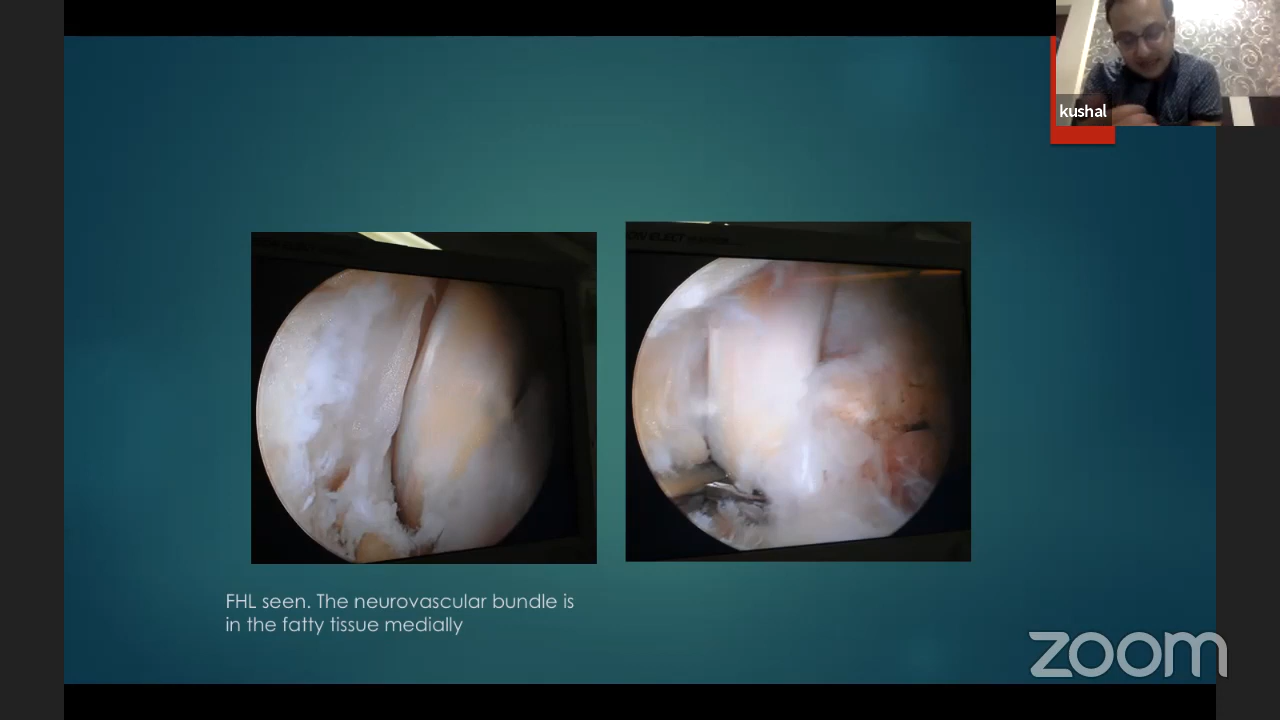 kushal
FHL seen. The neurovascular bundle is
in the fatty tissue medially
zoom